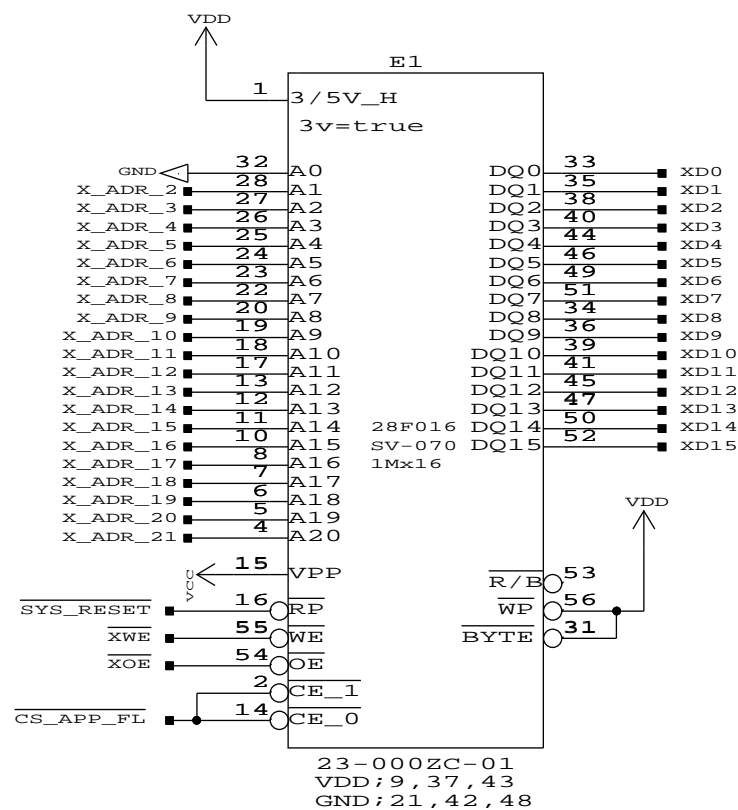 VDD
E1
1 3/5V_H
3v=true
GND 32 A0 DQ0 33 XD0
X_ADR_2 28 A1 DQ1 35 XD1
X_ADR_3 27 A2 DQ2 38 XD2
X_ADR_4 26 A3 DQ3 40 XD3
X_ADR_5 25 A4 DQ4 44 XD4
X_ADR_6 24 A5 DQ5 46 XD5
X_ADR_7 23 A6 DQ6 49 XD6
X_ADR_8 22 A7 DQ7 51 XD7
X_ADR_9 20 A8 DQ8 34 XD8
X_ADR_10 19 A9 DQ9 36 XD9
X_ADR_11 18 A10 DQ10 39 XD10
X_ADR_12 17 A11 DQ11 41 XD11
X_ADR_13 13 A12 DQ12 45 XD12
X_ADR_14 12 A13 DQ13 47 XD13
X_ADR_15 11 A14 28F016 DQ14 50 XD14
X_ADR_16 10 A15 SV-070 DQ15 52 XD15
X_ADR_17 8 A16 1Mx16
X_ADR_18 7 A17
X_ADR_19 6 A18
X_ADR_20 5 A19
X_ADR_21 4 A20
VDD
VCC 15 VPP R/B 53
SYS_RESET 16 RP WP 56
XWE 55 WE BYTE 31
XOE 54 OE
2 CE_1
CS_APP_FL 14 CE_0
23-000ZC-01
VDD;9,37,43
GND;21,42,48